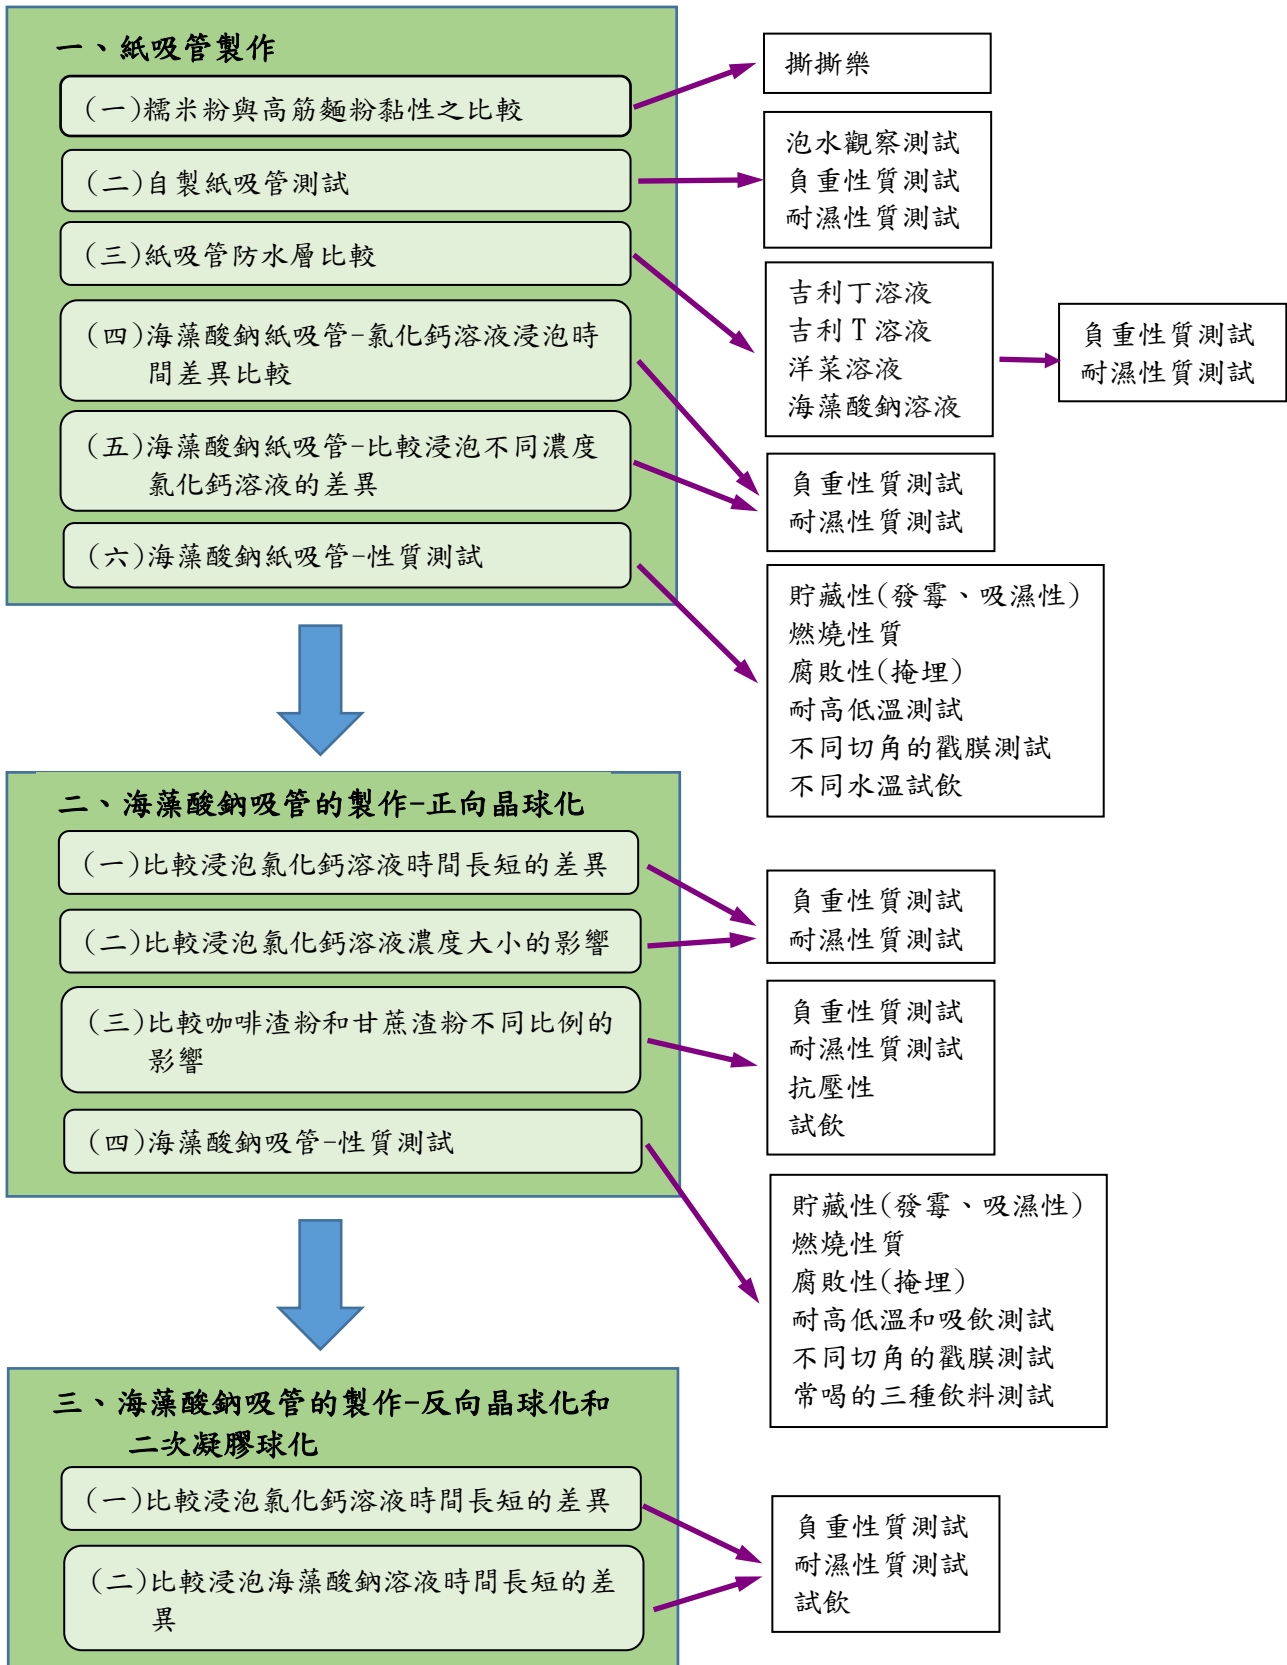 一、紙吸管製作
(一)糯米粉與高筋麵粉黏性之比較
撕撕樂
(二)自製紙吸管測試
泡水觀察測試
負重性質測試
耐濕性質測試
(三)紙吸管防水層比較
吉利丁溶液
吉利T溶液
洋菜溶液
海藻酸鈉溶液
負重性質測試
耐濕性質測試
(四)海藻酸鈉紙吸管-氯化鈣溶液浸泡時
間差異比較
(五)海藻酸鈉紙吸管-比較浸泡不同濃度
氯化鈣溶液的差異
負重性質測試
耐濕性質測試
(六)海藻酸鈉紙吸管-性質測試
貯藏性(發霉、吸濕性)
燃燒性質
腐敗性(掩埋)
耐高低溫測試
不同切角的戳膜測試
不同水溫試飲
二、海藻酸鈉吸管的製作-正向晶球化
(一)比較浸泡氯化鈣溶液時間長短的差異
(二)比較浸泡氯化鈣溶液濃度大小的影響
負重性質測試
耐濕性質測試
(三)比較咖啡渣粉和甘蔗渣粉不同比例的
影響
負重性質測試
耐濕性質測試
抗壓性
試飲
(四)海藻酸鈉吸管-性質測試
貯藏性(發霉、吸濕性)
燃燒性質
腐敗性(掩埋)
耐高低溫和吸飲測試
不同切角的戳膜測試
常喝的三種飲料測試
三、海藻酸鈉吸管的製作-反向晶球化和
二次凝膠球化
(一)比較浸泡氯化鈣溶液時間長短的差異
(二)比較浸泡海藻酸鈉溶液時間長短的差
異
負重性質測試
耐濕性質測試
試飲